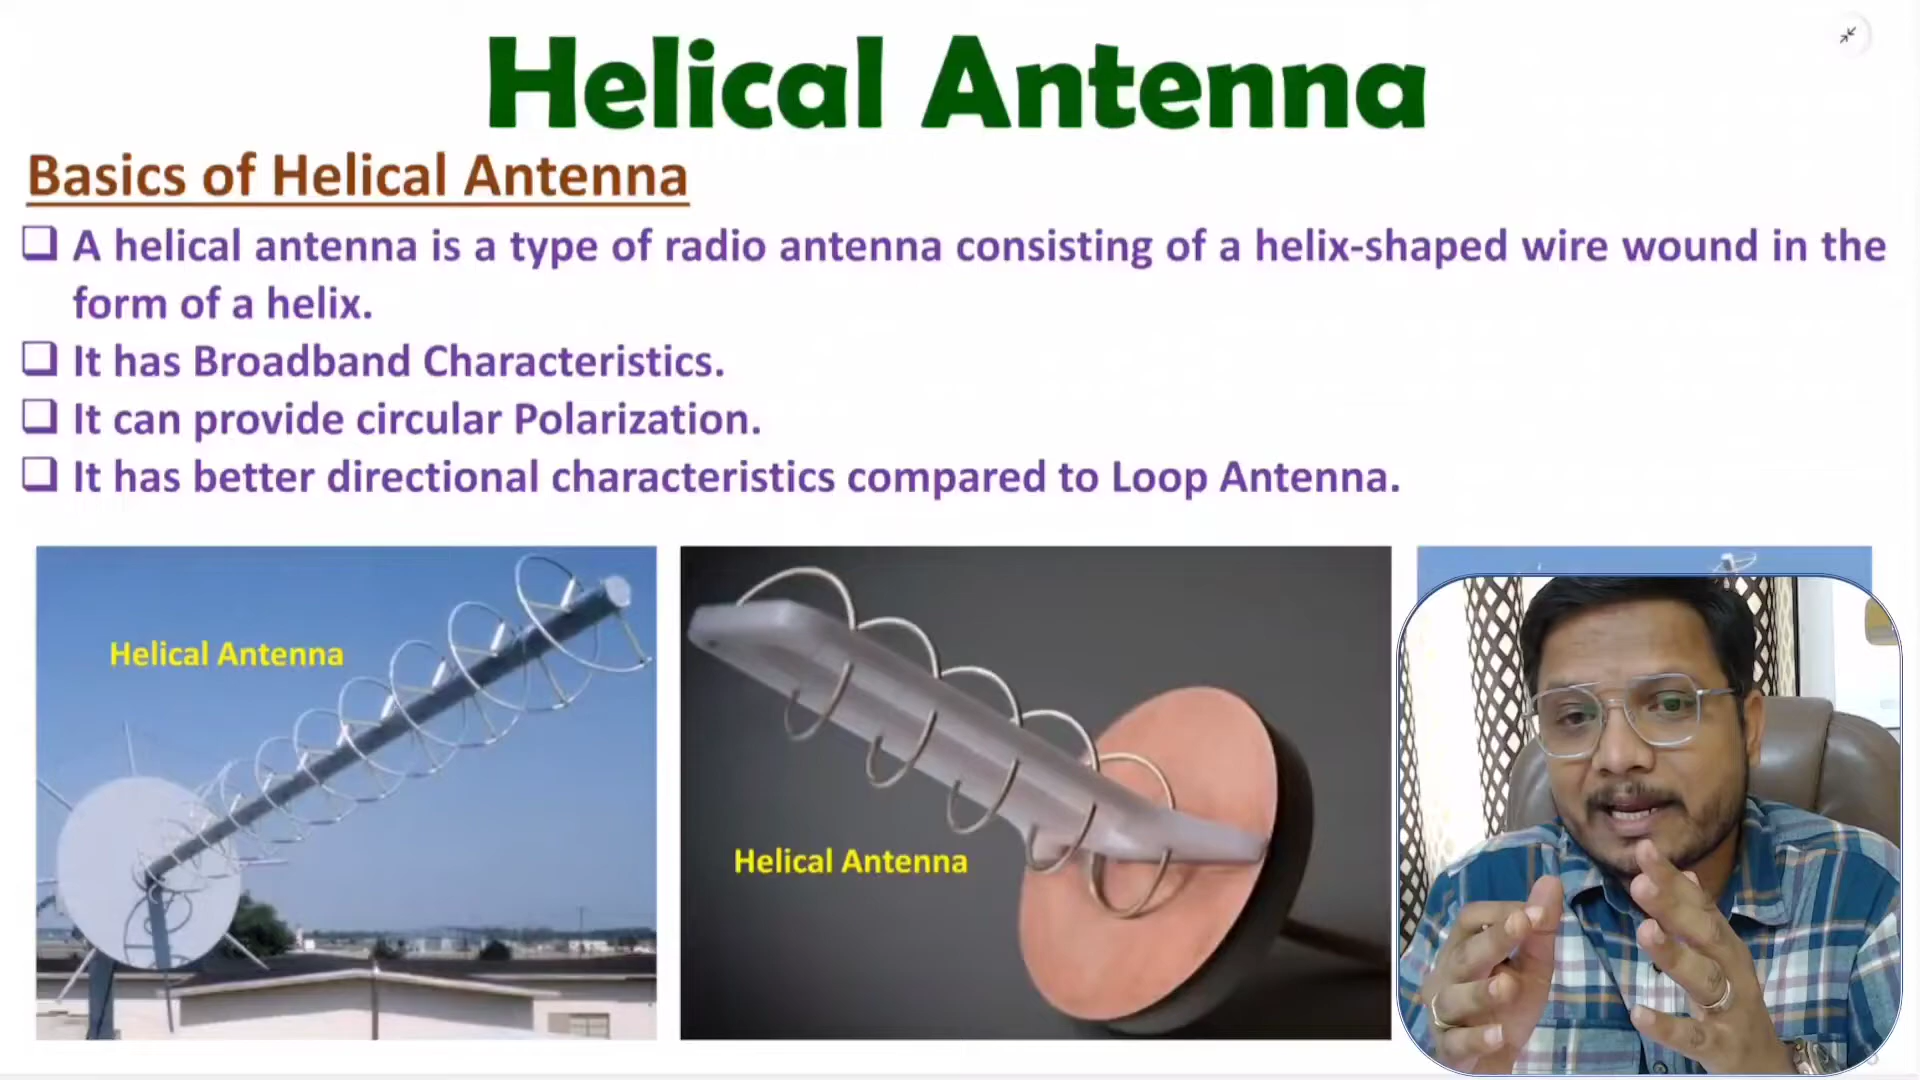 Helical Antenna
Basics of Helical Antenna
❑ A helical antenna is a type of radio antenna consisting of a helix-shaped wire wound in the
form of a helix.
❑ It has Broadband Characteristics.
❑ It can provide circular Polarization.
❑ It has better directional characteristics compared to Loop Antenna.
Helical Antenna
Helical Antenna